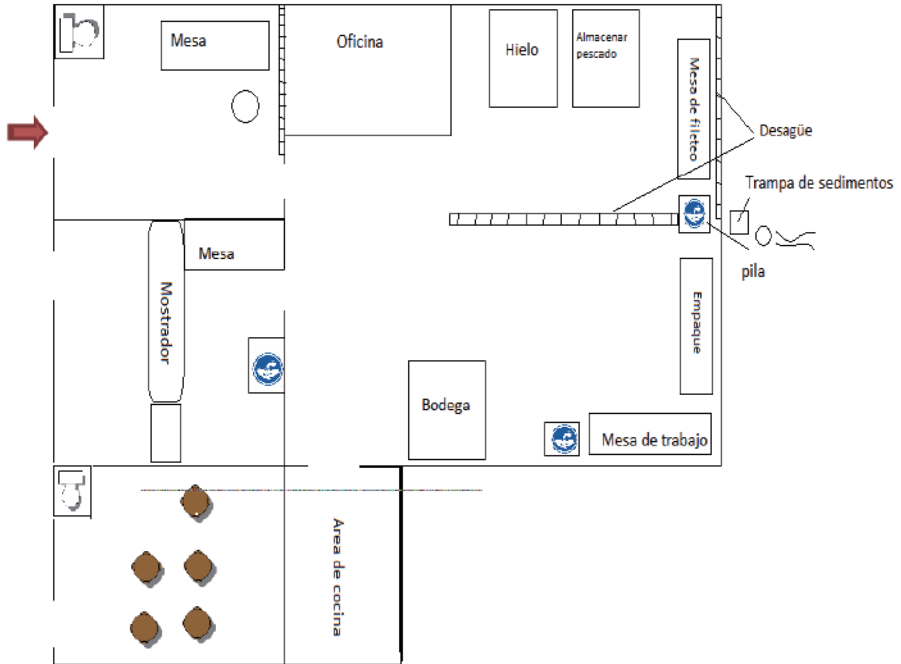 Mesa
Oficina
Hielo
Almacenar
pescado
Mesa de fileteo
Desagüe
Trampa de sedimentos
pila
Mesa
Mostrador
Empaque
Bodega
Mesa de trabajo
Area de cocina